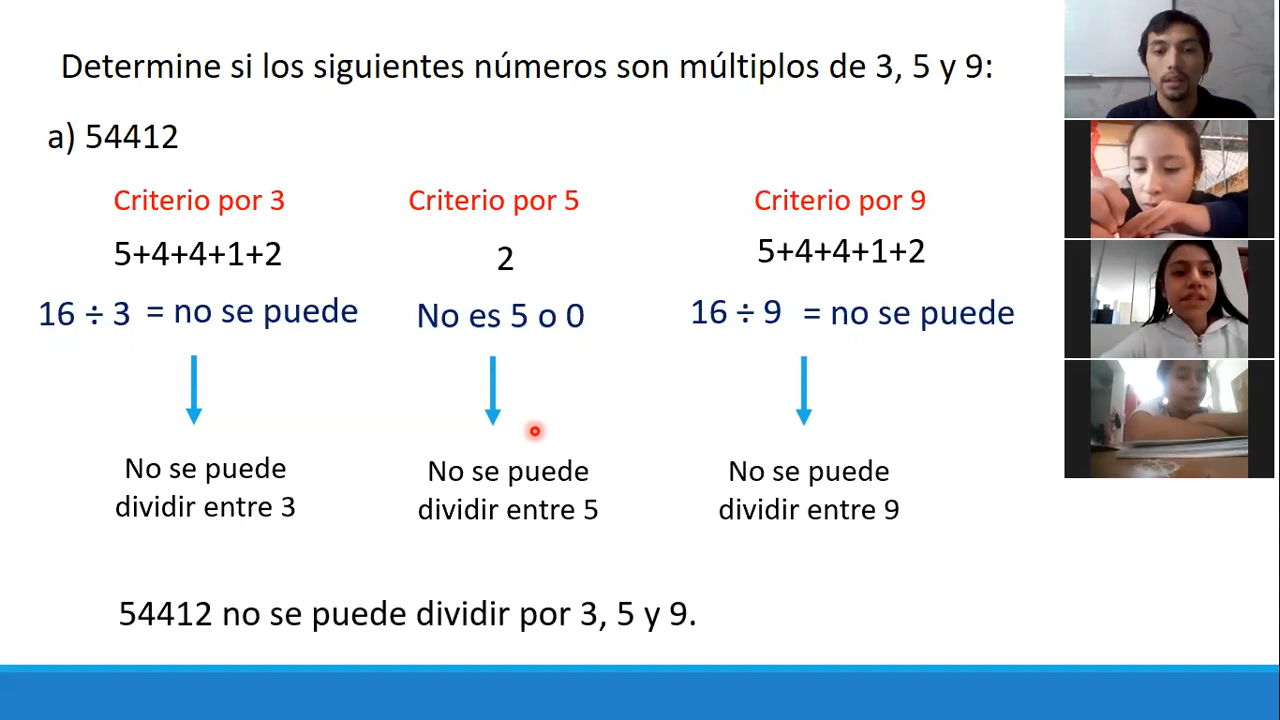 Determine si los siguientes números son múltiplos de 3, 5 y 9:
a) 54412
Criterio por 3
5+4+4+1+2
16 ÷ 3 = no se puede
No se puede
dividir entre 3
Criterio por 5
2
No es 5 o 0
No se puede
dividir entre 5
Criterio por 9
5+4+4+1+2
16 ÷ 9 = no se puede
No se puede
dividir entre 9
54412 no se puede dividir por 3, 5 y 9.